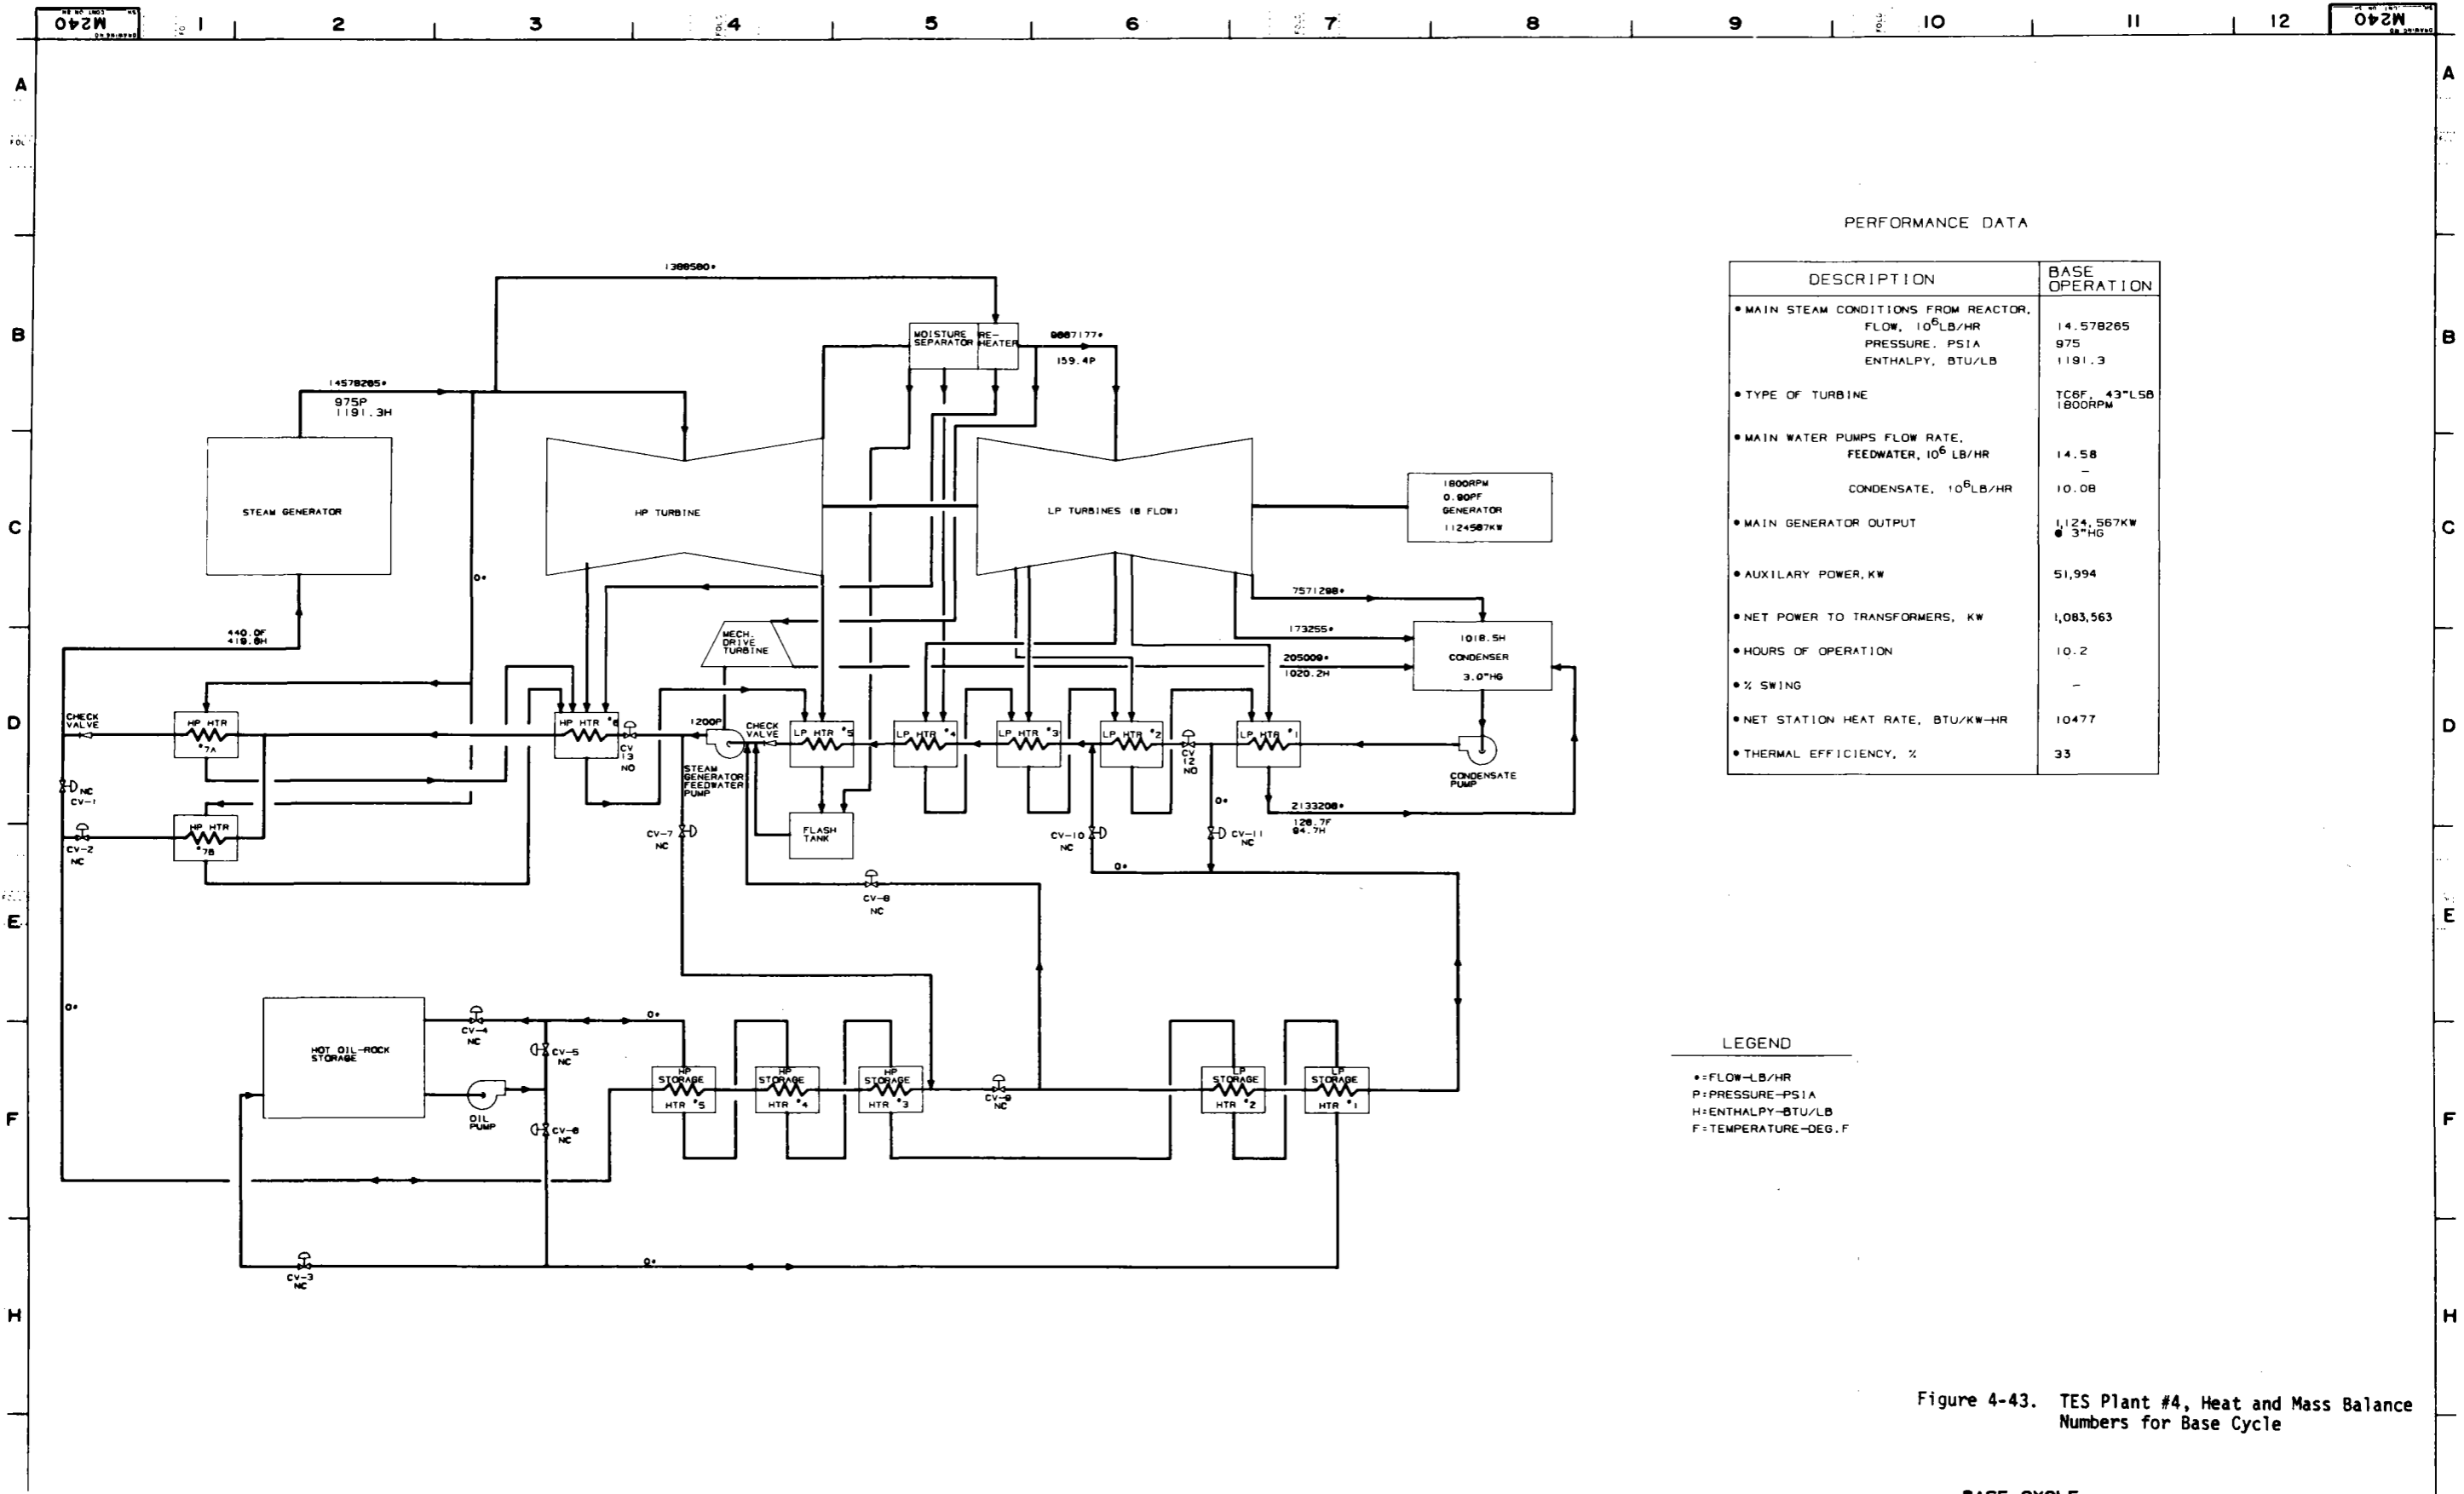 M240
M240
1 2 3 4 5 6 7 8 9 10 11 12
A
A
PERFORMANCE DATA
DESCRIPTION
BASE OPERATION
• MAIN STEAM CONDITIONS FROM REACTOR,
FLOW, 10^6 LB/HR 14.578265
PRESSURE. PSIA 975
ENTHALPY, BTU/LB 1191.3
• TYPE OF TURBINE TC6F, 43"LSB
1800RPM
• MAIN WATER PUMPS FLOW RATE,
FEEDWATER, 10^6 LB/HR 14.58
–
CONDENSATE, 10^6 LB/HR 10.08
• MAIN GENERATOR OUTPUT 1,124,567KW
@ 3"HG
• AUXILARY POWER, KW 51,994
• NET POWER TO TRANSFORMERS, KW 1,083,563
• HOURS OF OPERATION 10.2
• % SWING –
• NET STATION HEAT RATE, BTU/KW-HR 10477
• THERMAL EFFICIENCY, % 33
B
B
1388580*
MOISTURE SEPARATOR
RE-HEATER
159.4P
14578265*
975P
1191.3H
C
C
STEAM GENERATOR
HP TURBINE
LP TURBINES (6 FLOW)
1800RPM
0.90PF
GENERATOR
1124567KW
0*
7571298*
440.0F
419.8H
173255*
MECH.
DRIVE
TURBINE
1018.5H
CONDENSER
3.0"HG
205009*
1020.2H
D
D
CHECK
VALVE
HP HTR
*7A
HP HTR *6
CV
13
NO
1200P
CHECK
VALVE
LP HTR *5
LP HTR *4
LP HTR *3
LP HTR *2
CV
12
NO
LP HTR *1
STEAM
GENERATOR
FEEDWATER
PUMP
CONDENSATE
PUMP
NC
CV-1
0*
2133208*
126.7F
94.7H
HP HTR
*7B
CV-2
NC
CV-7
NC
FLASH
TANK
CV-10
NC
CV-11
NC
0*
CV-8
NC
E
E
0*
HOT OIL-ROCK
STORAGE
CV-4
NC
0*
CV-5
NC
HP
STORAGE
HTR *5
HP
STORAGE
HTR *4
HP
STORAGE
HTR *3
CV-9
NC
LP
STORAGE
HTR *2
LP
STORAGE
HTR *1
OIL
PUMP
CV-6
NC
F
F
LEGEND
*=FLOW-LB/HR
P=PRESSURE-PSIA
H=ENTHALPY-BTU/LB
F=TEMPERATURE-DEG.F
CV-3
NC
0*
H
H
Figure 4-43. TES Plant #4, Heat and Mass Balance
Numbers for Base Cycle